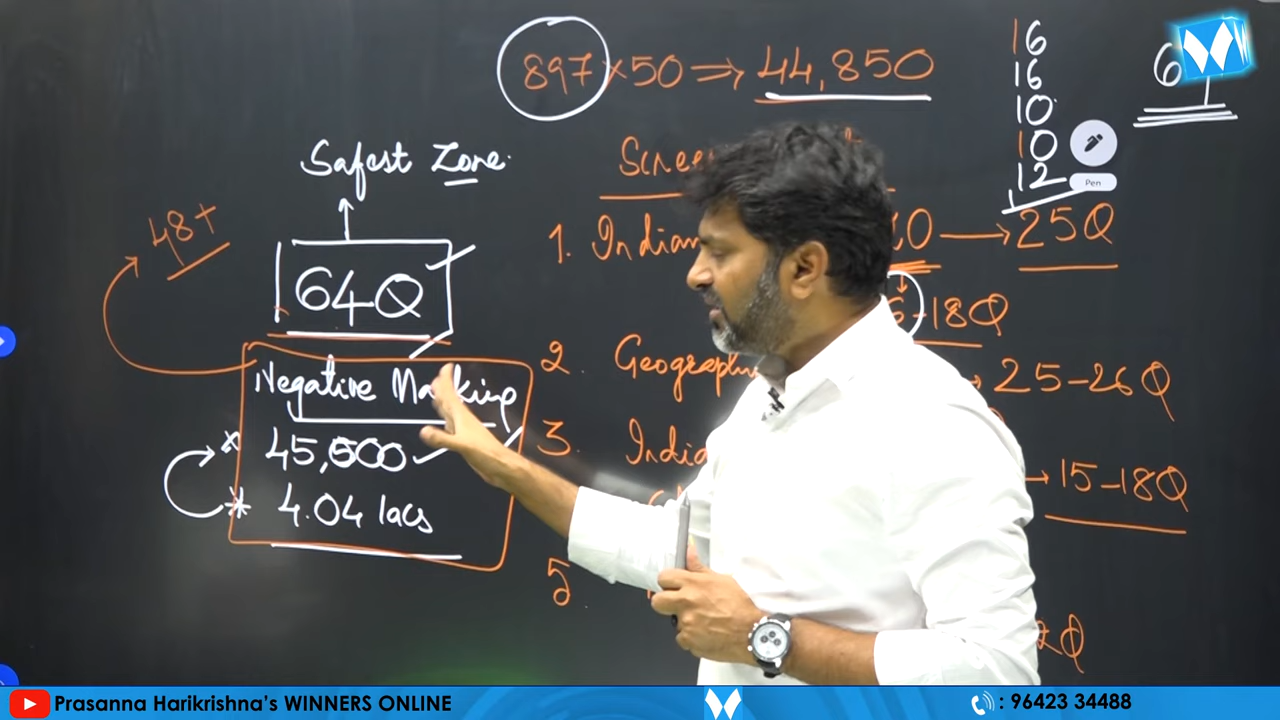 897×50 ⇒ 44,850
16
16
10
10
12
6
Pen
Safest Zone.
48+
64Q
Negative Marking
* 45,500
* 4.04 lacs
1. Indian → 25Q
-18Q
2. 25-26Q
3. → 15-18Q
5.
Prasanna Harikrishna's WINNERS ONLINE
: 96423 34488